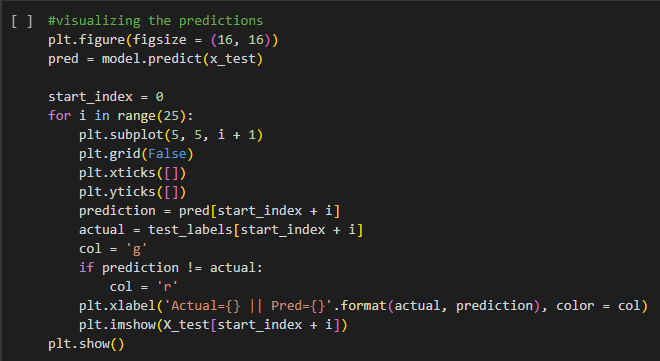 [ ] #visualizing the predictions
plt.figure(figsize = (16, 16))
pred = model.predict(x_test)
start_index = 0
for i in range(25):
plt.subplot(5, 5, i + 1)
plt.grid(False)
plt.xticks([])
plt.yticks([])
prediction = pred[start_index + i]
actual = test_labels[start_index + i]
col = 'g'
if prediction != actual:
col = 'r'
plt.xlabel('Actual={} || Pred={}'.format(actual, prediction), color = col)
plt.imshow(X_test[start_index + i])
plt.show()